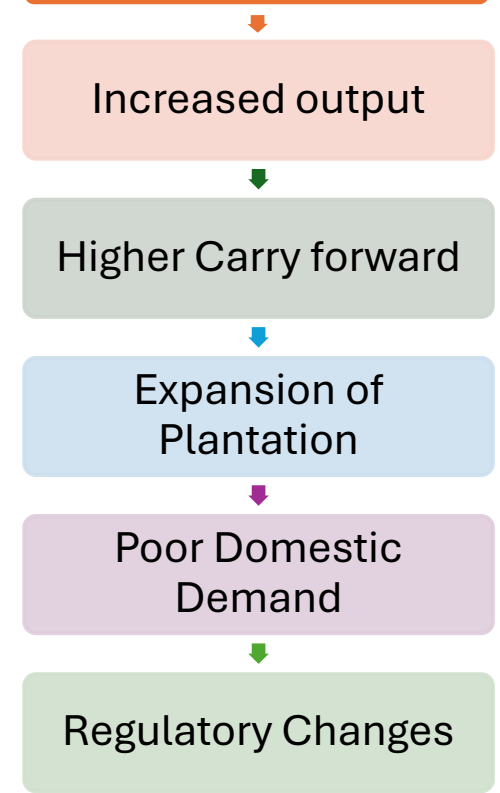 Increased output
Higher Carry forward
Expansion of
Plantation
Poor Domestic
Demand
Regulatory Changes